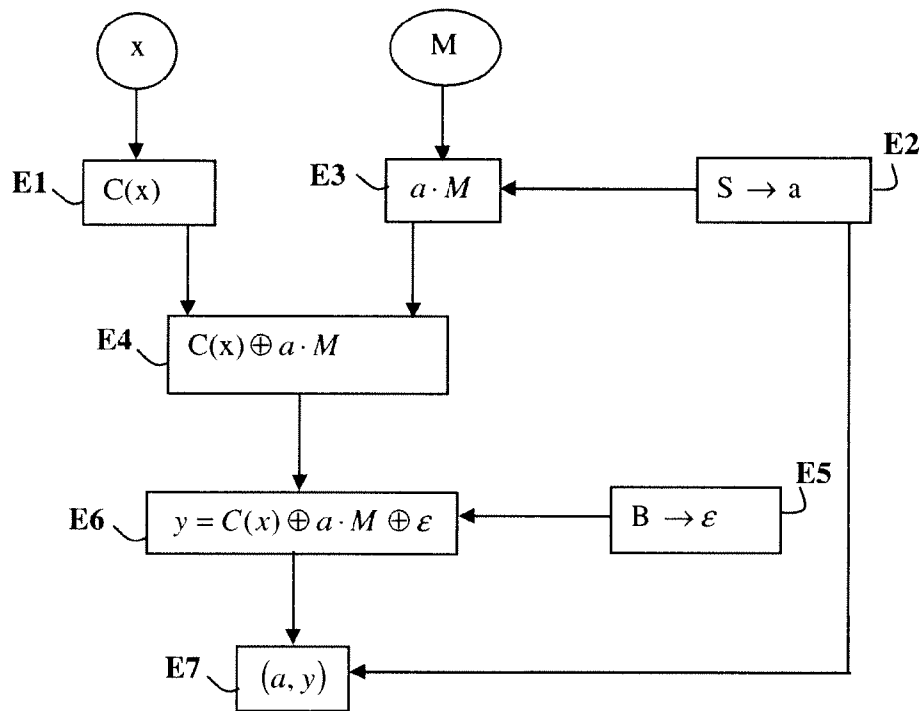 x
M
E1
C(x)
E3
a · M
E2
S → a
E4
C(x) ⊕ a · M
E6
y = C(x) ⊕ a · M ⊕ ε
E5
B → ε
E7
(a, y)